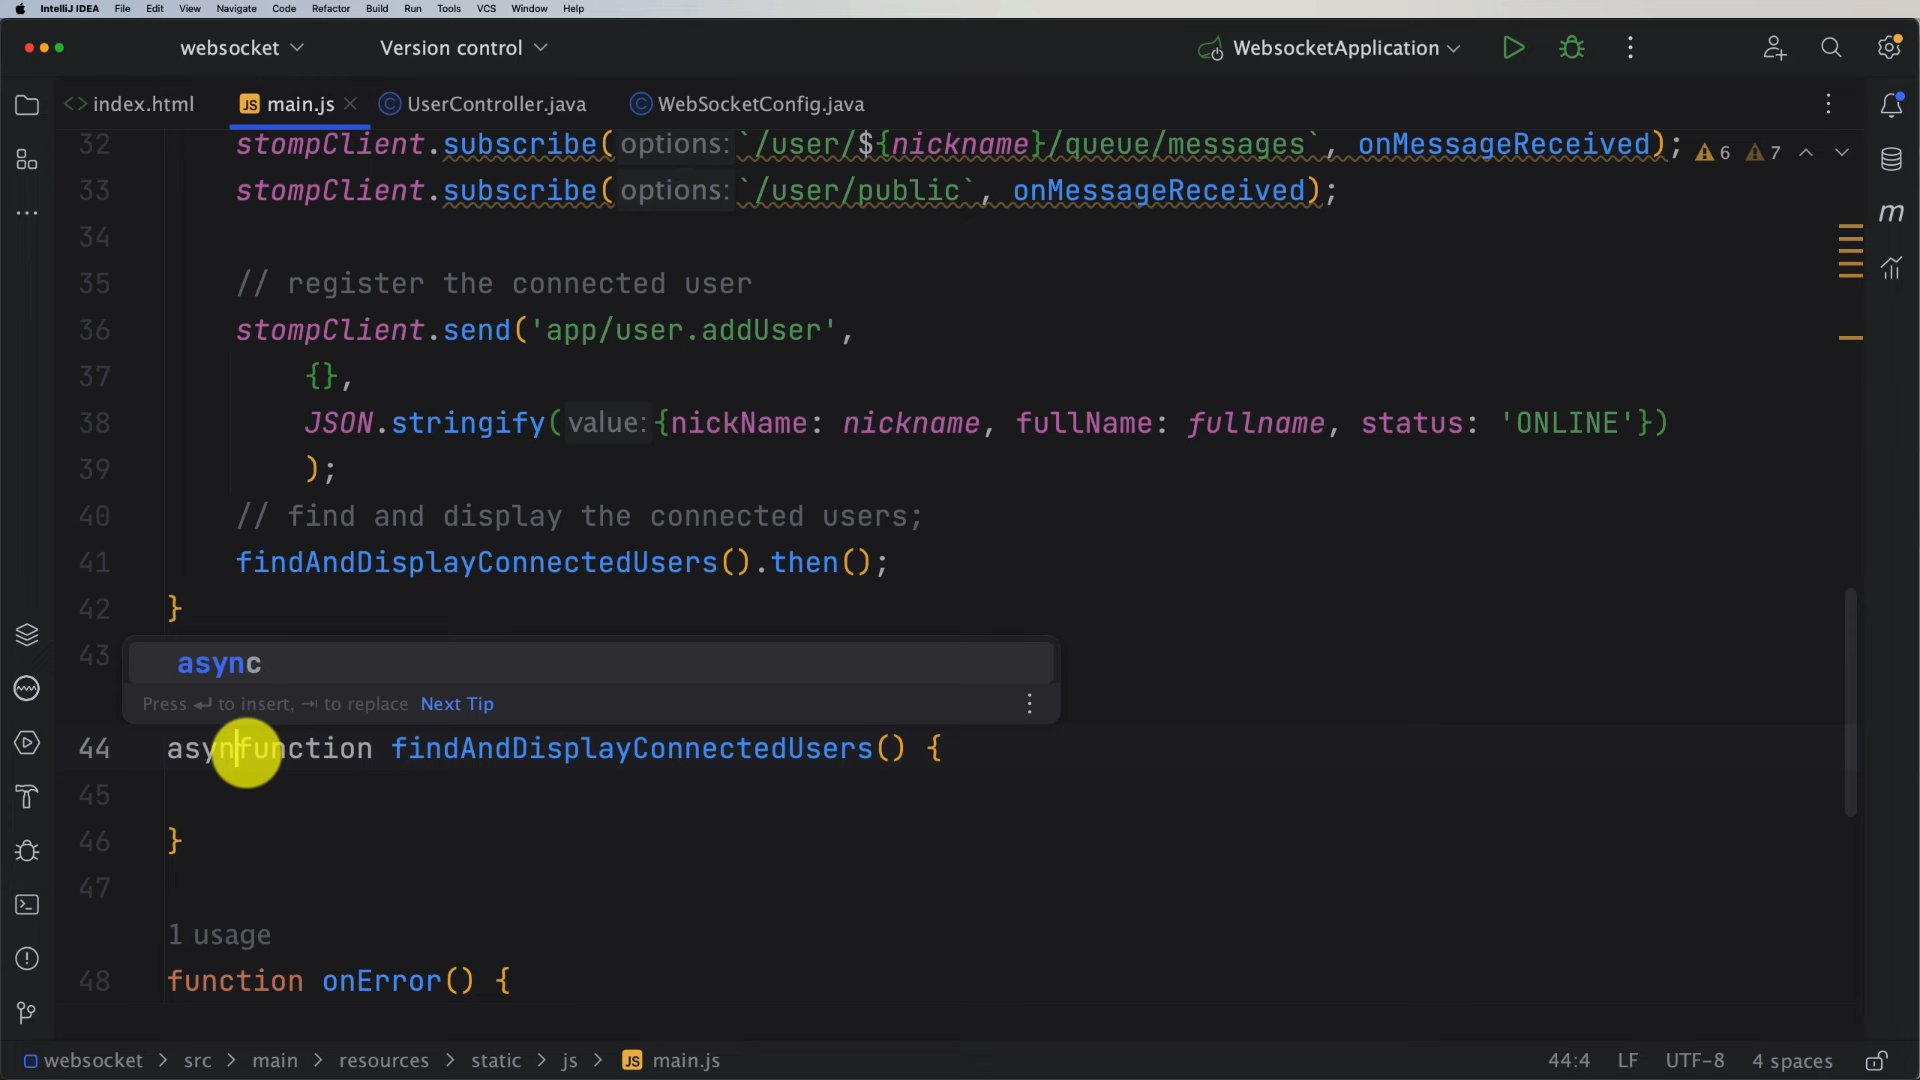 IntelliJ IDEA File Edit View Navigate Code Refactor Build Run Tools VCS Window Help
websocket Version control WebsocketApplication
index.html JS main.js UserController.java WebSocketConfig.java
32 stompClient.subscribe( options: `/user/${nickname}/queue/messages`, onMessageReceived); 6 7
33 stompClient.subscribe( options: `/user/public`, onMessageReceived);
34
35 // register the connected user
36 stompClient.send('app/user.addUser',
37 {},
38 JSON.stringify( value: {nickName: nickname, fullName: fullname, status: 'ONLINE'})
39 );
40 // find and display the connected users;
41 findAndDisplayConnectedUsers().then();
42 }
43
async
Press ↵ to insert, ⇥ to replace Next Tip
44 asynfunction findAndDisplayConnectedUsers() {
45
46 }
47
1 usage
48 function onError() {
websocket > src > main > resources > static > js > JS main.js 44:4 LF UTF-8 4 spaces